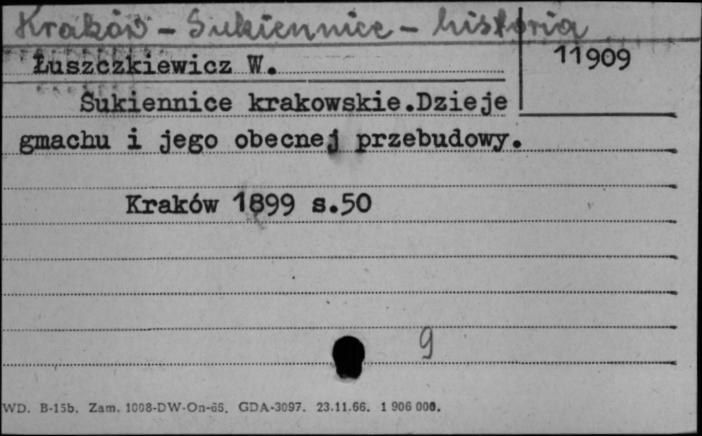 Kraków - Sukiennice - historia
Łuszczkiewicz W.
11909
Sukiennice krakowskie.Dzieje
gmachu i jego obecnej przebudowy.
Kraków 1899 s.50
9
WD. B-15b. Zam. 1008-DW-On-66. GDA-3097. 23.11.66. 1 906 000.